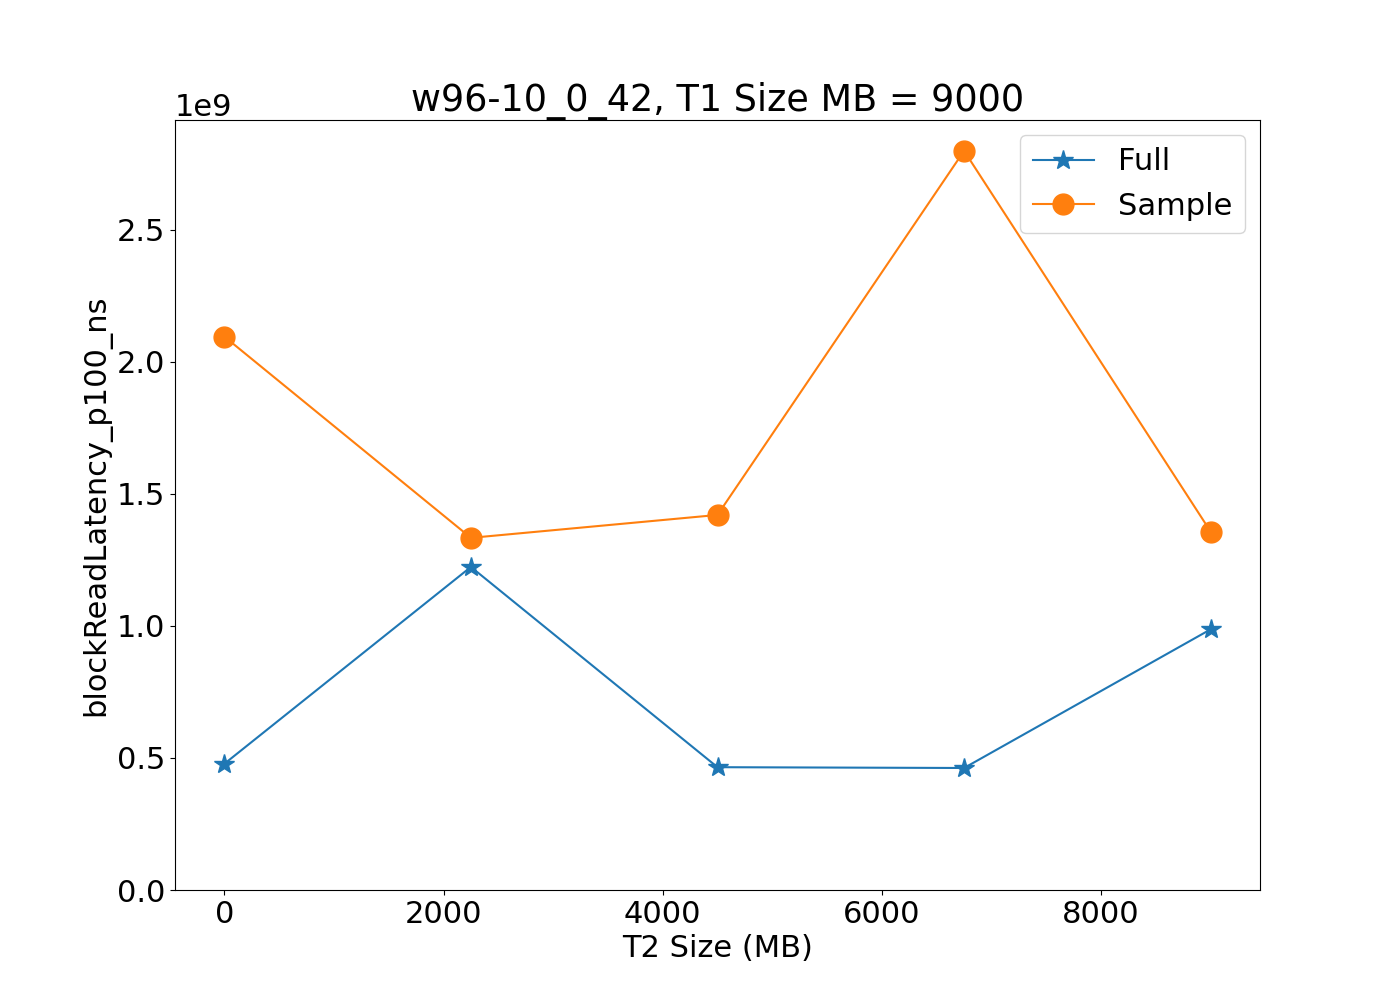 w96-10_0_42, T1 Size MB = 9000
1e9
Full
Sample
2.5
2.0
1.5
1.0
0.5
0.0
blockReadLatency_p100_ns
0 2000 4000 6000 8000
T2 Size (MB)